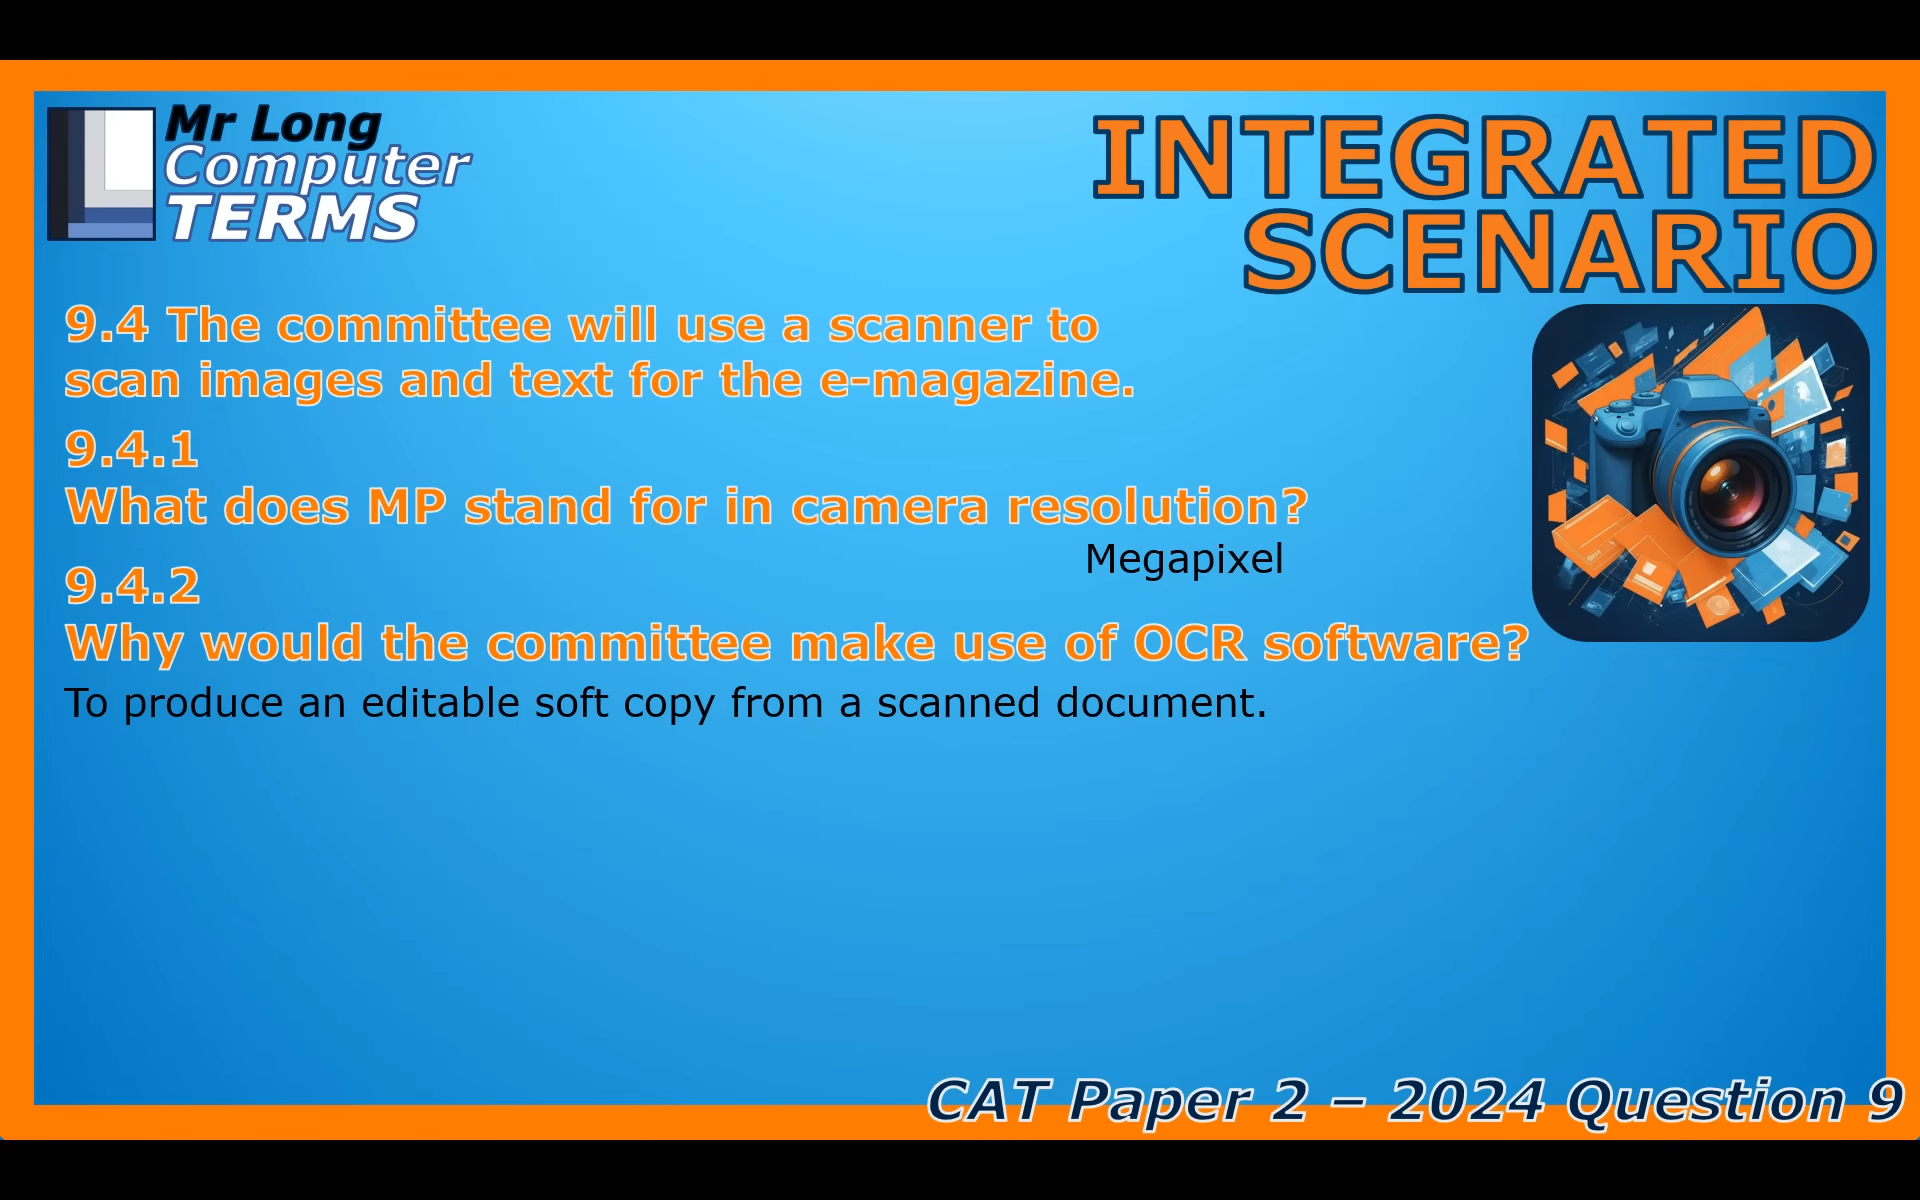 Mr Long
Computer
TERMS
INTEGRATED
SCENARIO
9.4 The committee will use a scanner to
scan images and text for the e-magazine.
9.4.1
What does MP stand for in camera resolution?
Megapixel
9.4.2
Why would the committee make use of OCR software?
To produce an editable soft copy from a scanned document.
CAT Paper 2 – 2024 Question 9